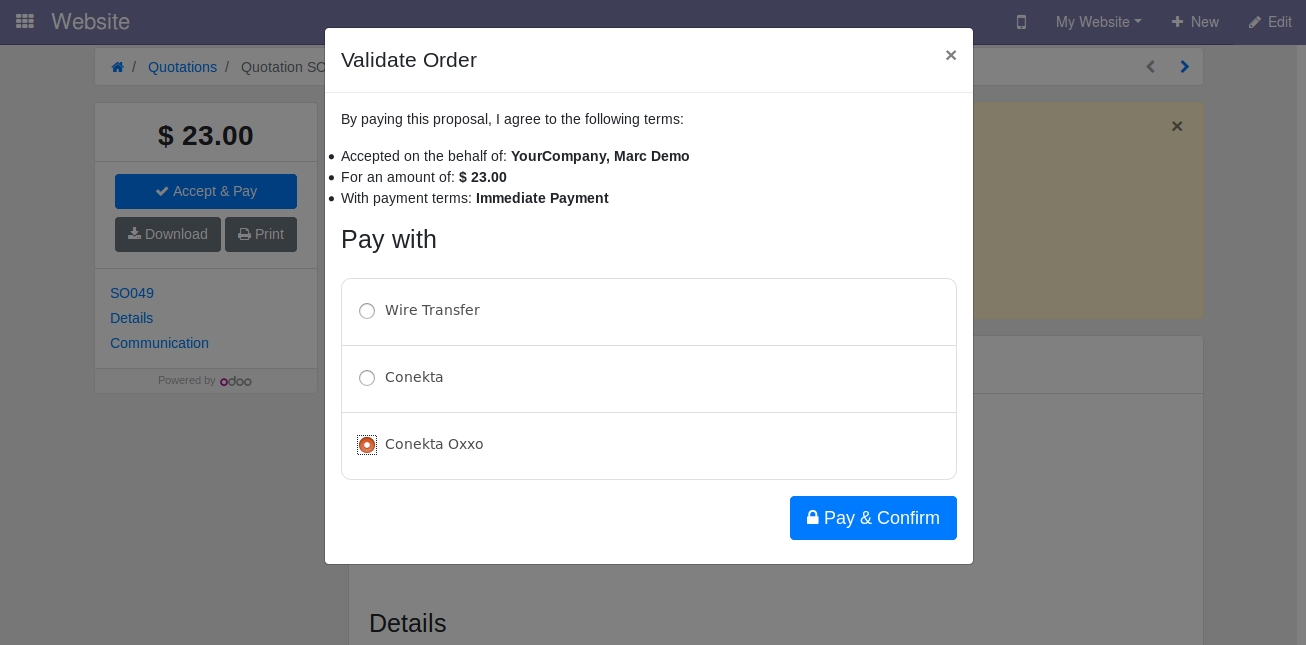 Website
My Website
New
Edit
/ Quotations / Quotation SO
Validate Order
×
By paying this proposal, I agree to the following terms:
• Accepted on the behalf of: YourCompany, Marc Demo
• For an amount of: $ 23.00
• With payment terms: Immediate Payment
Pay with
Wire Transfer
Conekta
Conekta Oxxo
Pay & Confirm
$ 23.00
Accept & Pay
Download
Print
SO049
Details
Communication
Powered by odoo
×
Details